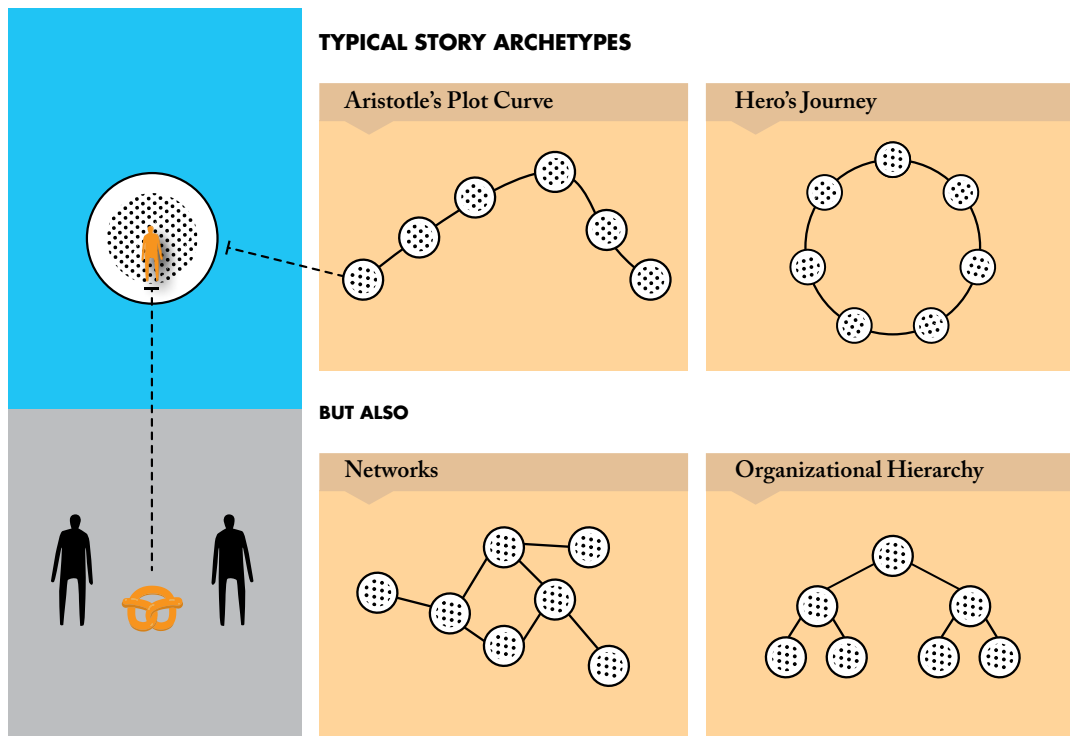 TYPICAL STORY ARCHETYPES
Aristotle’s Plot Curve
Hero’s Journey
BUT ALSO
Networks
Organizational Hierarchy